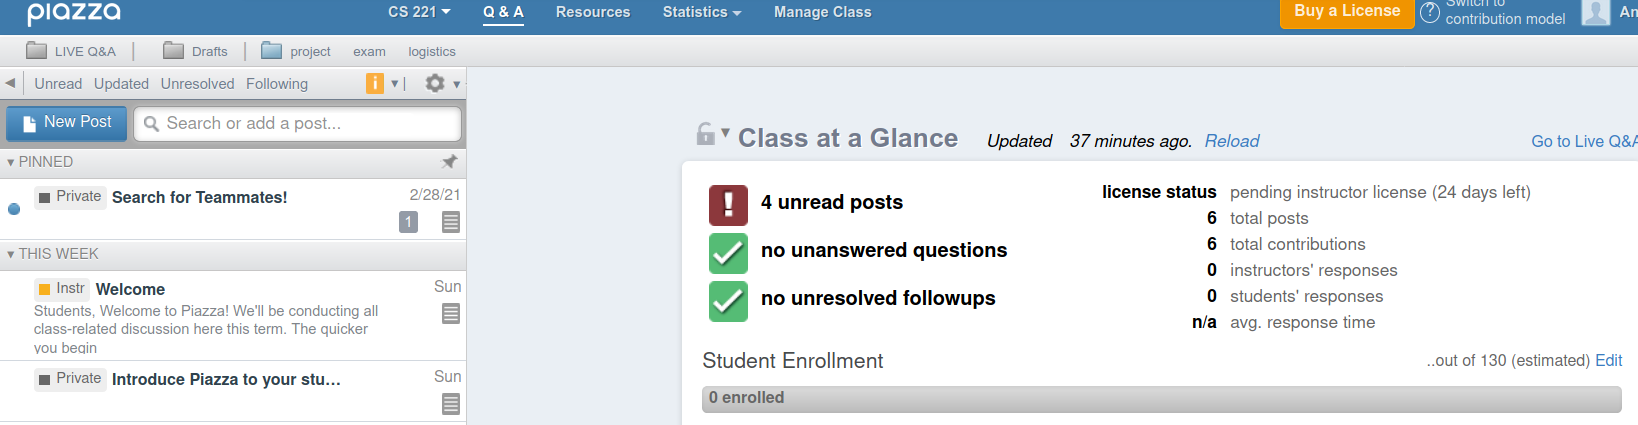 piazza CS 221 Q & A Resources Statistics Manage Class Buy a License ? Switch to
contribution model An
LIVE Q&A Drafts project exam logistics
Unread Updated Unresolved Following i
New Post Search or add a post...
PINNED
Private Search for Teammates! 2/28/21
1
THIS WEEK
Instr Welcome Sun
Students, Welcome to Piazza! We'll be conducting all
class-related discussion here this term. The quicker
you begin
Private Introduce Piazza to your stu... Sun
Class at a Glance Updated 37 minutes ago. Reload Go to Live Q&A
! 4 unread posts
no unanswered questions
no unresolved followups
license status pending instructor license (24 days left)
6 total posts
6 total contributions
0 instructors' responses
0 students' responses
n/a avg. response time
Student Enrollment ..out of 130 (estimated) Edit
0 enrolled